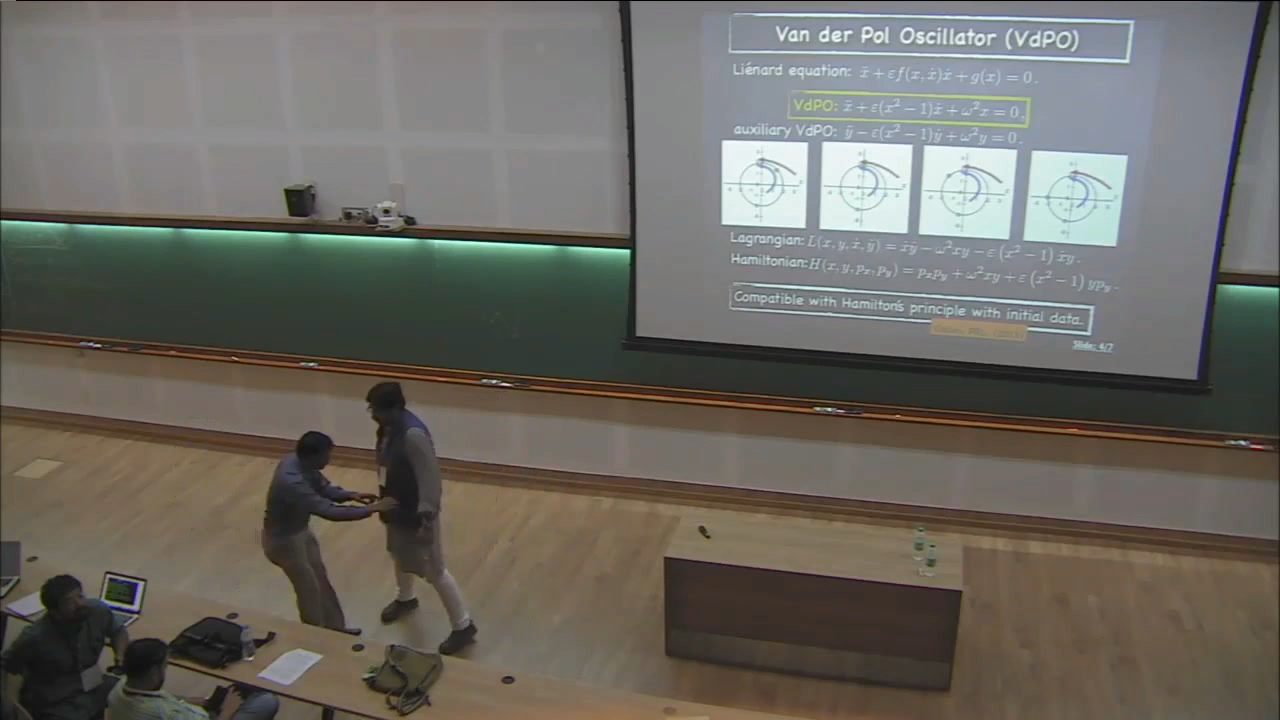 Van der Pol Oscillator (VdPO)
Liénard equation: ẍ + εf(x, ẋ)ẋ + g(x) = 0.
VdPO: ẍ + ε(x² − 1)ẋ + ω²x = 0.
auxiliary VdPO: ÿ − ε(x² − 1)ẏ + ω²y = 0.
Lagrangian: L(x, y, ẋ, ẏ) = ẋẏ − ω²xy − ε (x² − 1) ẋy.
Hamiltonian: H(x, y, pₓ, p_y) = pₓp_y + ω²xy + ε (x² − 1) yp_y.
Compatible with Hamilton's principle with initial data.
Slide: 4/7